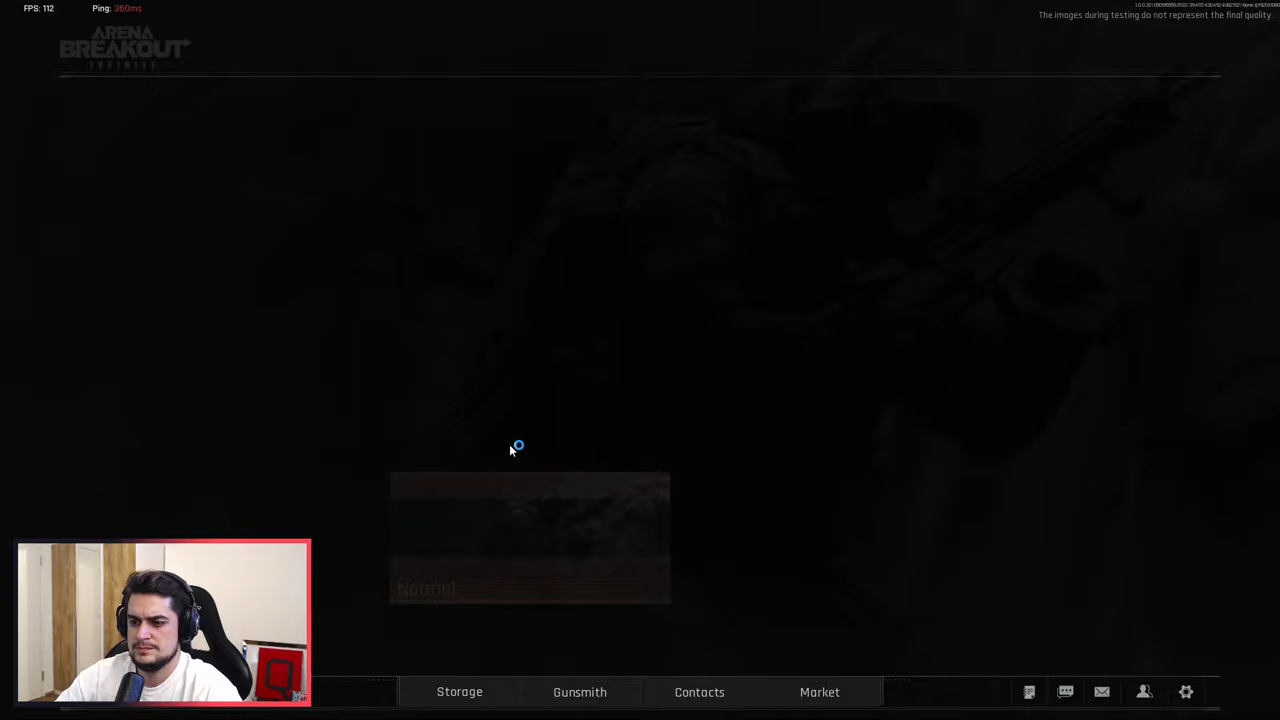 FPS: 112 Ping: 360ms
The images during testing do not represent the final quality
ARENA
BREAKOUT
INFINITE
Normal
Storage Gunsmith Contacts Market